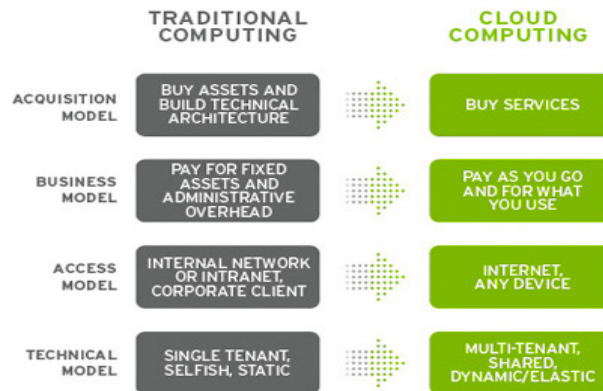 TRADITIONAL
COMPUTING
CLOUD
COMPUTING
ACQUISITION
MODEL
BUY ASSETS AND
BUILD TECHNICAL
ARCHITECTURE
BUY SERVICES
BUSINESS
MODEL
PAY FOR FIXED
ASSETS AND
ADMINISTRATIVE
OVERHEAD
PAY AS YOU GO
AND FOR WHAT
YOU USE
ACCESS
MODEL
INTERNAL NETWORK
OR INTRANET,
CORPORATE CLIENT
INTERNET,
ANY DEVICE
TECHNICAL
MODEL
SINGLE TENANT,
SELFISH, STATIC
MULTI-TENANT,
SHARED,
DYNAMIC/ELASTIC